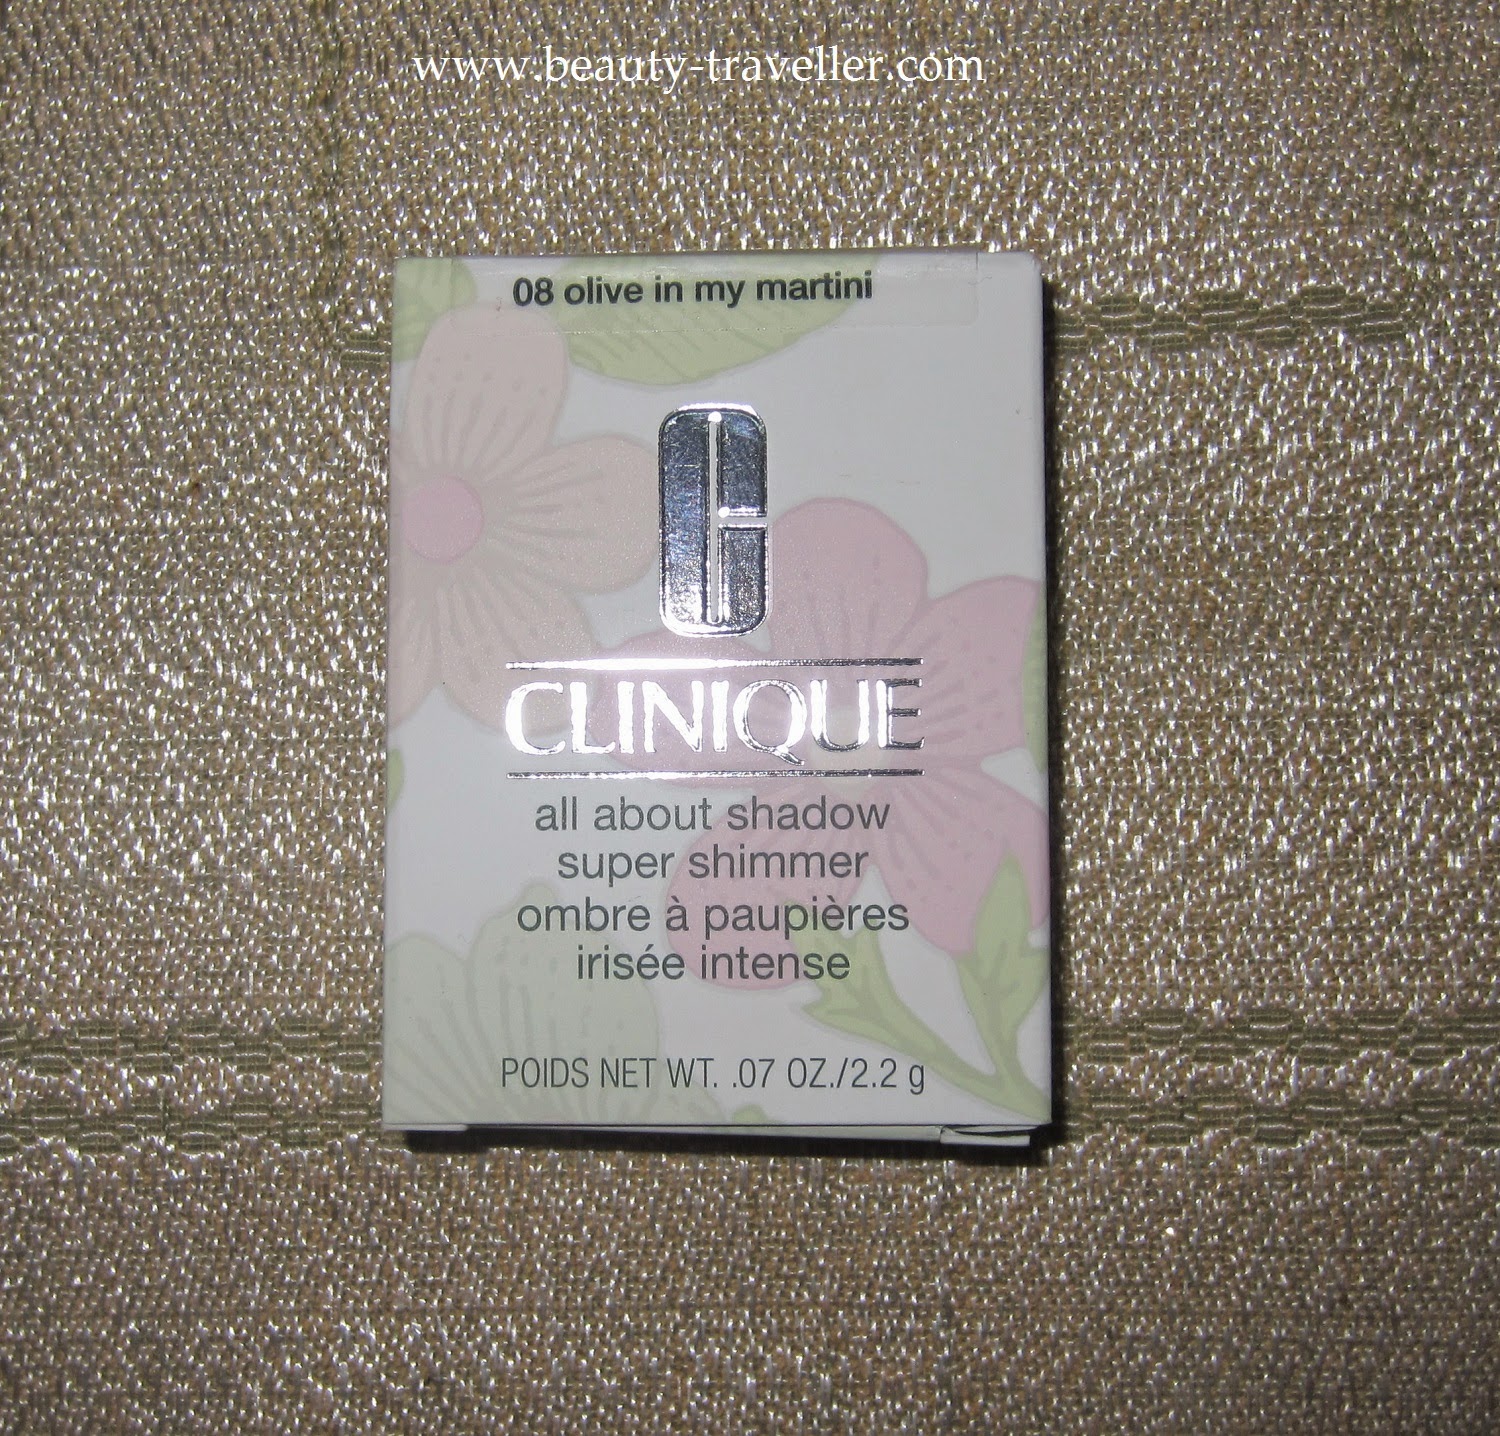 www.beauty-traveller.com
08 olive in my martini
CLINIQUE
all about shadow
super shimmer
ombre à paupières
irisée intense
POIDS NET WT. .07 OZ./2.2 g